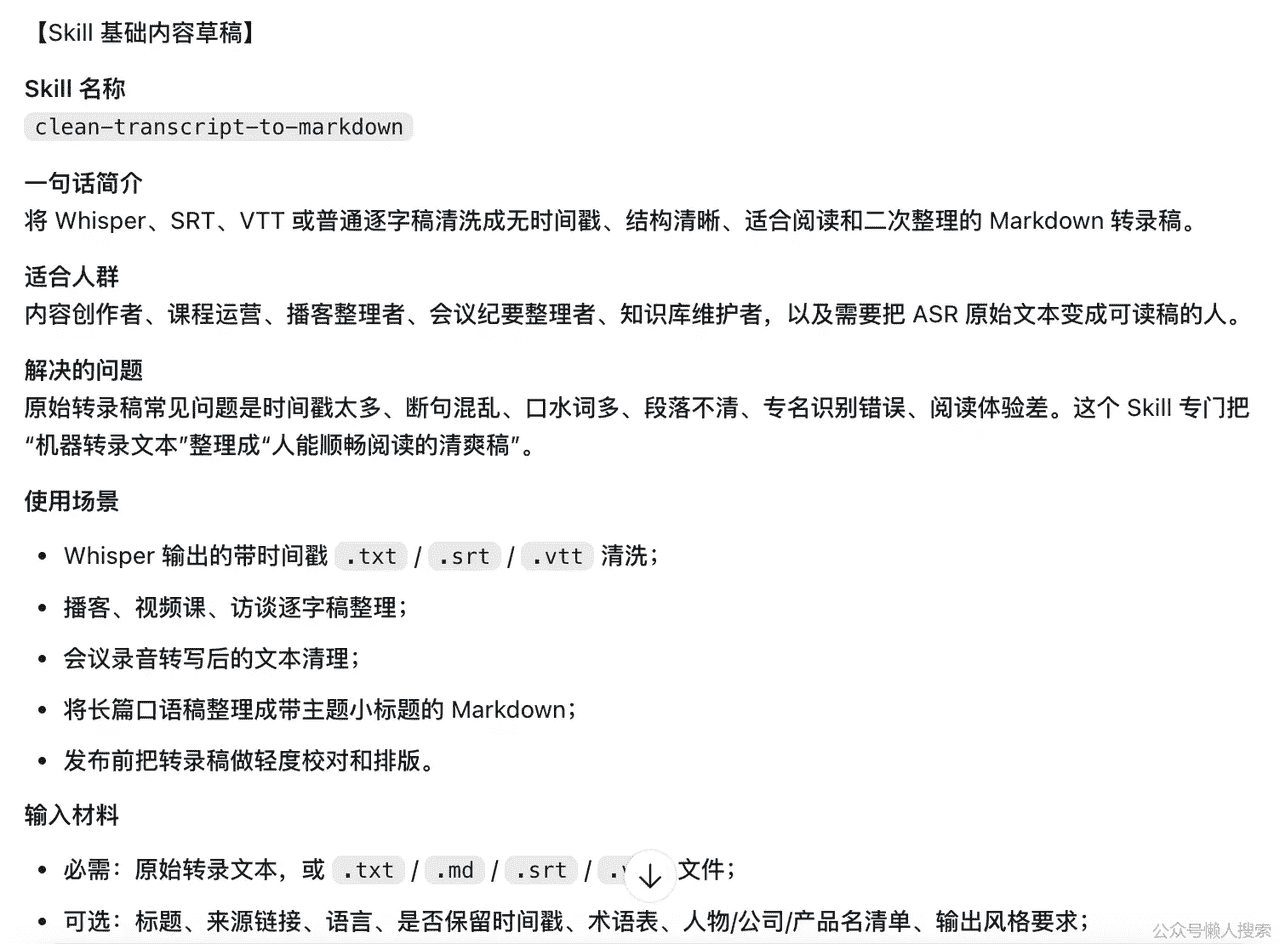 【Skill 基础内容草稿】
Skill 名称
clean-transcript-to-markdown
一句话简介
将 Whisper、SRT、VTT 或普通逐字稿清洗成无时间戳、结构清晰、适合阅读和二次整理的 Markdown 转录稿。
适合人群
内容创作者、课程运营、播客整理者、会议纪要整理者、知识库维护者，以及需要把 ASR 原始文本变成可读稿的人。
解决的问题
原始转录稿常见问题是时间戳太多、断句混乱、口水词多、段落不清、专名识别错误、阅读体验差。这个 Skill 专门把
“机器转录文本”整理成“人能顺畅阅读的清爽稿”。
使用场景
• Whisper 输出的带时间戳 .txt / .srt / .vtt 清洗；
• 播客、视频课、访谈逐字稿整理；
• 会议录音转写后的文本清理；
• 将长篇口语稿整理成带主题小标题的 Markdown；
• 发布前把转录稿做轻度校对和排版。
输入材料
• 必需：原始转录文本，或 .txt / .md / .srt / 文件；
• 可选：标题、来源链接、语言、是否保留时间戳、术语表、人物/公司/产品名清单、输出风格要求；
公众号懒人搜索